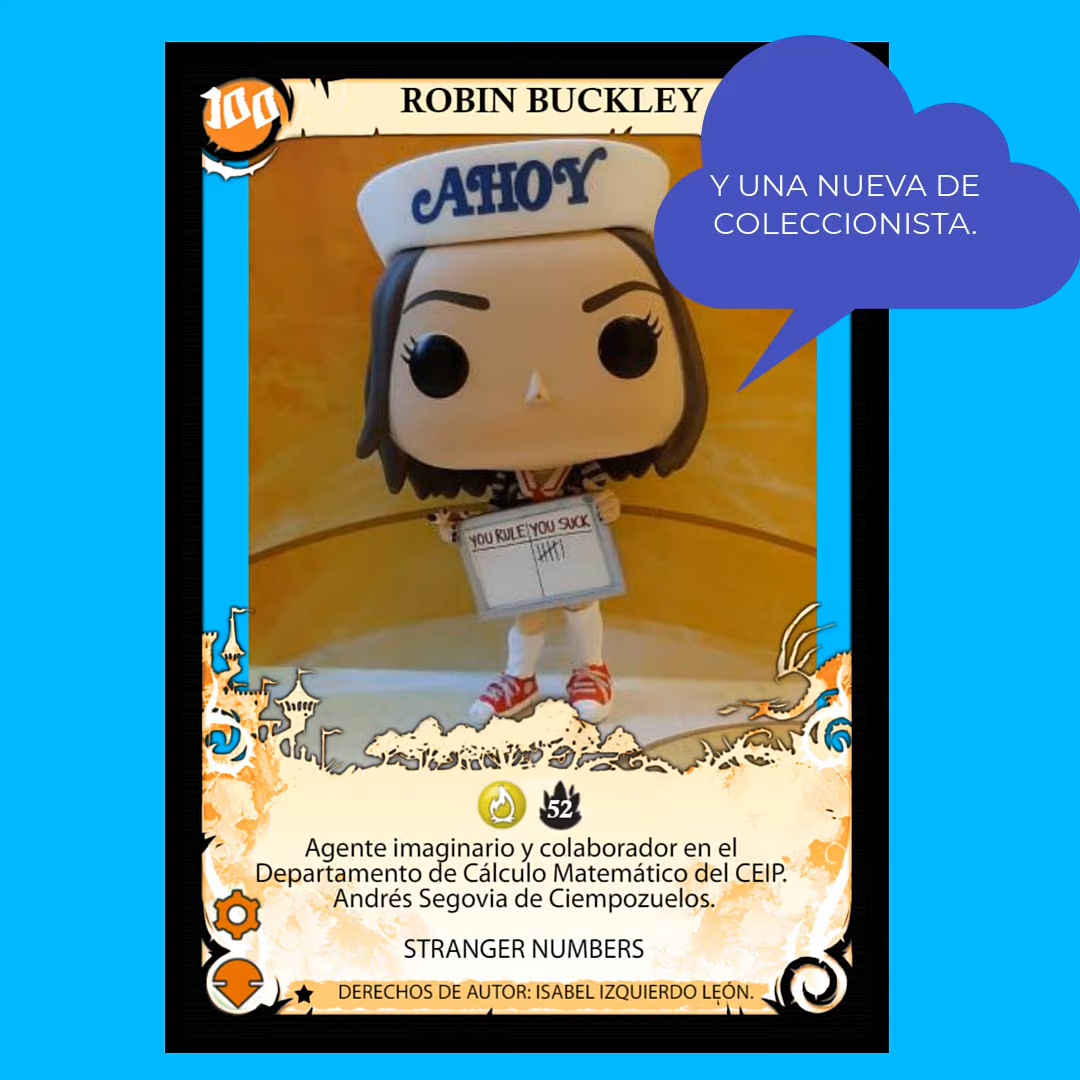 100
ROBIN BUCKLEY
Y UNA NUEVA DE
COLECCIONISTA.
AHOY
YOU RULE YOU SUCK
52
Agente imaginario y colaborador en el
Departamento de Cálculo Matemático del CEIP.
Andrés Segovia de Ciempozuelos.
STRANGER NUMBERS
DERECHOS DE AUTOR: ISABEL IZQUIERDO LEÓN.